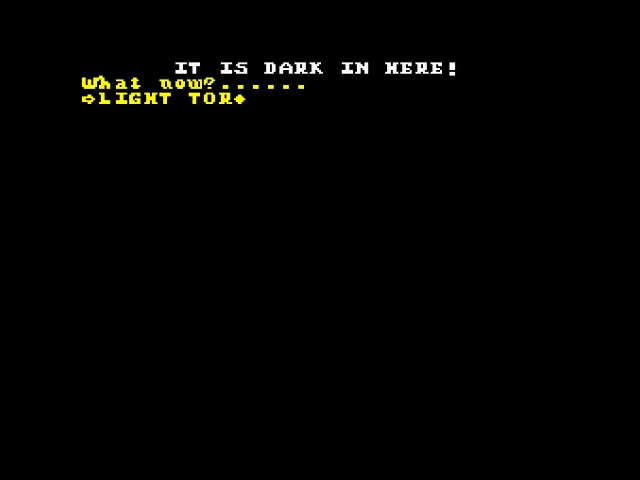 IT IS DARK IN HERE!
What now?......
⇨LIGHT TOR